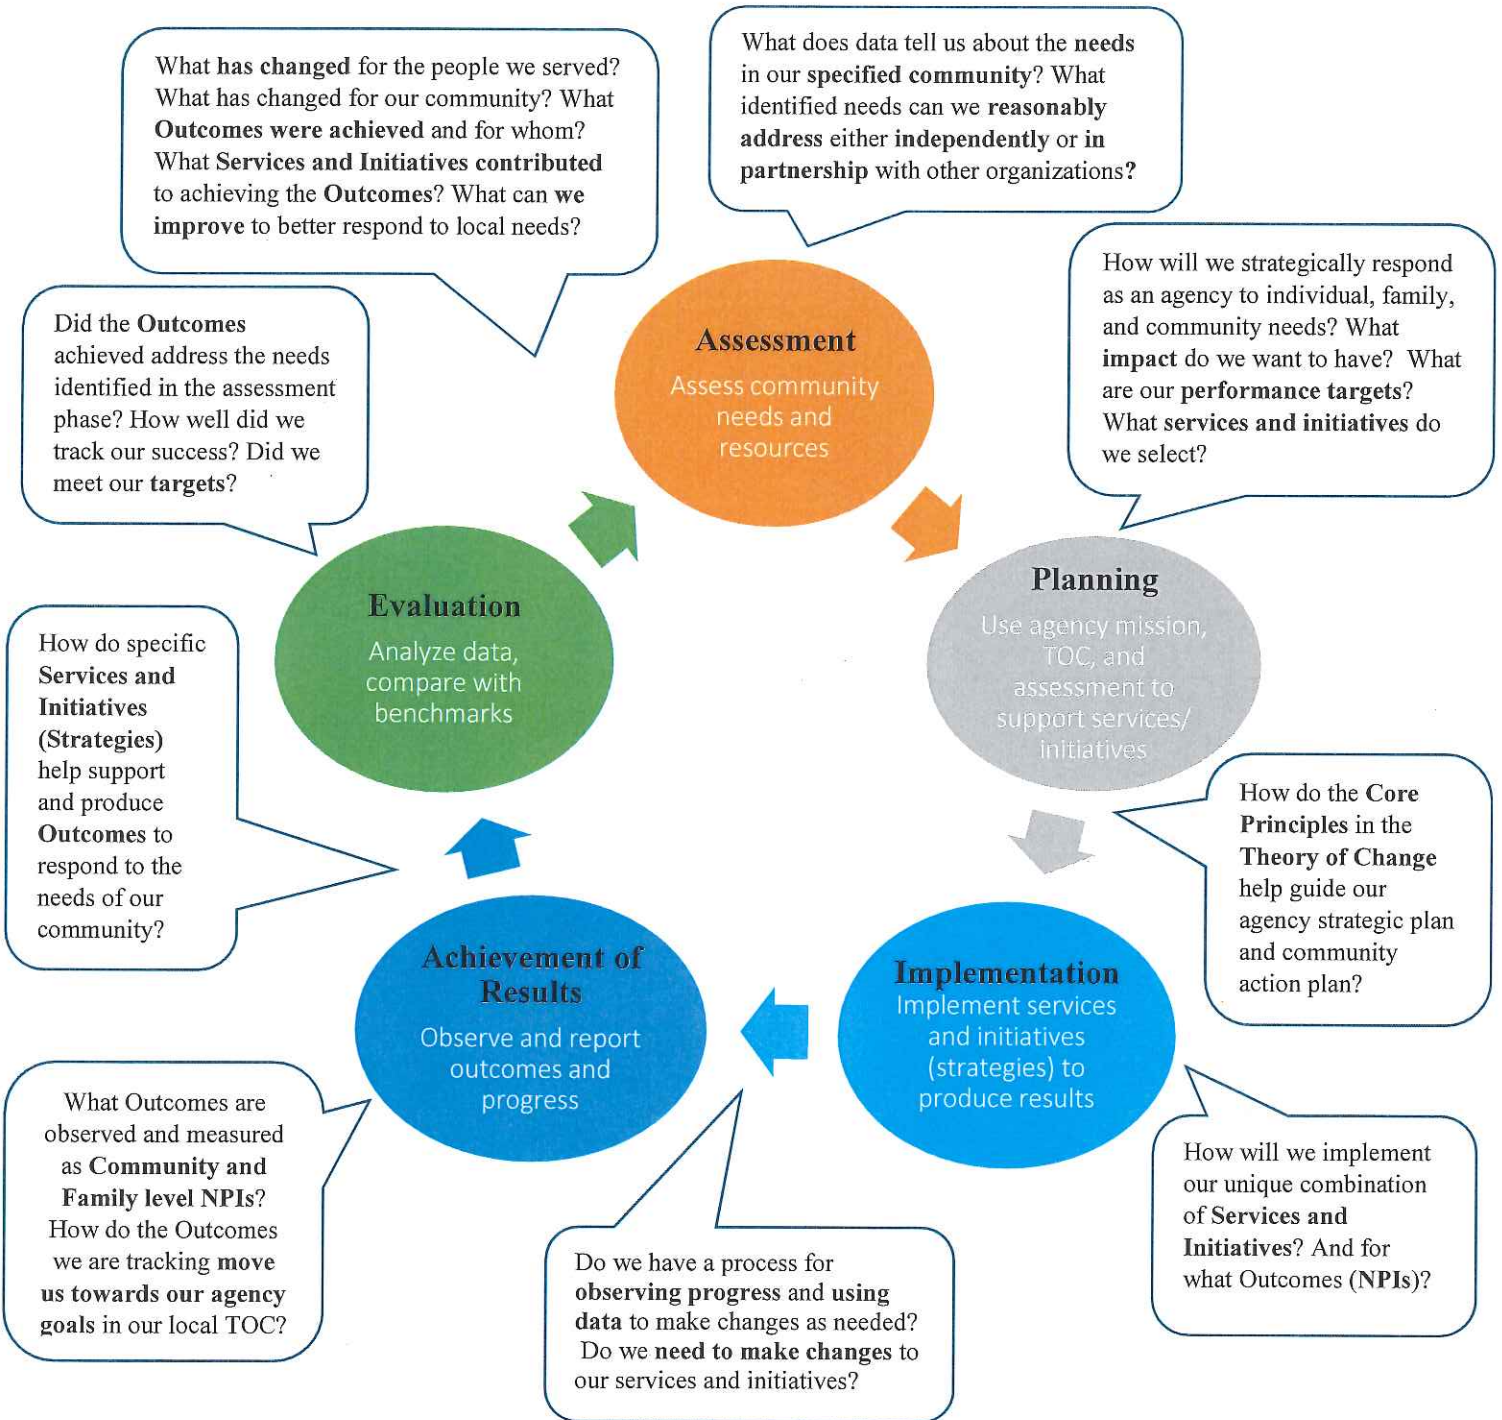 What has changed for the people we served?
What has changed for our community? What
Outcomes were achieved and for whom?
What Services and Initiatives contributed
to achieving the Outcomes? What can we
improve to better respond to local needs?
What does data tell us about the needs
in our specified community? What
identified needs can we reasonably
address either independently or in
partnership with other organizations?
How will we strategically respond
as an agency to individual, family,
and community needs? What
impact do we want to have? What
are our performance targets?
What services and initiatives do
we select?
Did the Outcomes
achieved address the needs
identified in the assessment
phase? How well did we
track our success? Did we
meet our targets?
Assessment
Assess community
needs and
resources
Planning
Use agency mission,
TOC, and
assessment to
support services/
initiatives
Evaluation
Analyze data,
compare with
benchmarks
How do specific
Services and
Initiatives
(Strategies)
help support
and produce
Outcomes to
respond to the
needs of our
community?
How do the Core
Principles in the
Theory of Change
help guide our
agency strategic plan
and community
action plan?
Achievement of
Results
Observe and report
outcomes and
progress
Implementation
Implement services
and initiatives
(strategies) to
produce results
What Outcomes are
observed and measured
as Community and
Family level NPIs?
How do the Outcomes
we are tracking move
us towards our agency
goals in our local TOC?
Do we have a process for
observing progress and using
data to make changes as needed?
Do we need to make changes to
our services and initiatives?
How will we implement
our unique combination
of Services and
Initiatives? And for
what Outcomes (NPIs)?